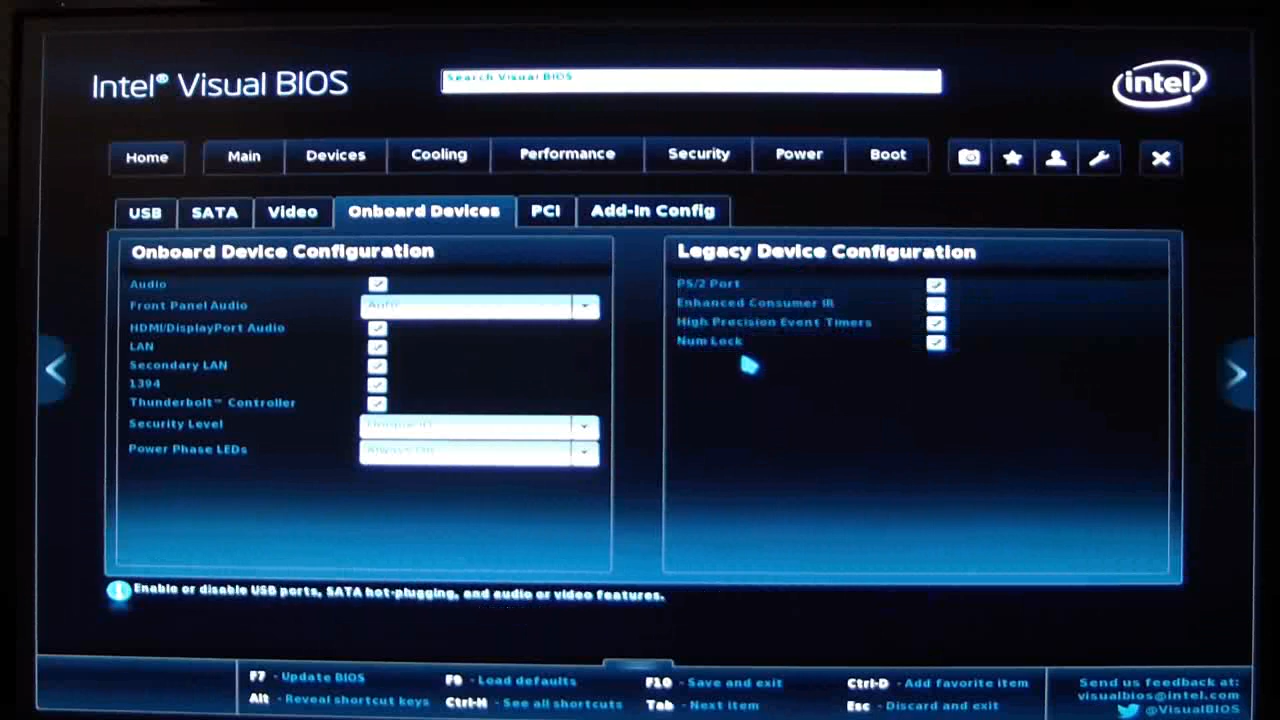 Intel® Visual BIOS
Search Visual BIOS
intel
Home
Main
Devices
Cooling
Performance
Security
Power
Boot
USB
SATA
Video
Onboard Devices
PCI
Add-In Config
Onboard Device Configuration
Audio
Front Panel Audio
Auto
HDMI/DisplayPort Audio
LAN
Secondary LAN
1394
Thunderbolt™ Controller
Security Level
Unique ID
Power Phase LEDs
Always On
Legacy Device Configuration
PS/2 Port
Enhanced Consumer IR
High Precision Event Timers
Num Lock
Enable or disable USB ports, SATA hot-plugging, and audio or video features.
F7 - Update BIOS
F9 - Load defaults
F10 - Save and exit
Ctrl-D - Add favorite item
Alt - Reveal shortcut keys
Ctrl-H - See all shortcuts
Tab - Next item
Esc - Discard and exit
Send us feedback at:
visualbios@intel.com
@VisualBIOS